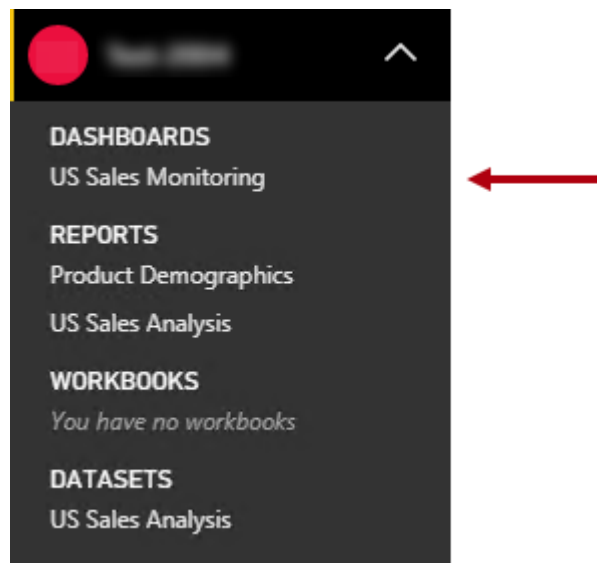 DASHBOARDS
US Sales Monitoring
REPORTS
Product Demographics
US Sales Analysis
WORKBOOKS
You have no workbooks
DATASETS
US Sales Analysis